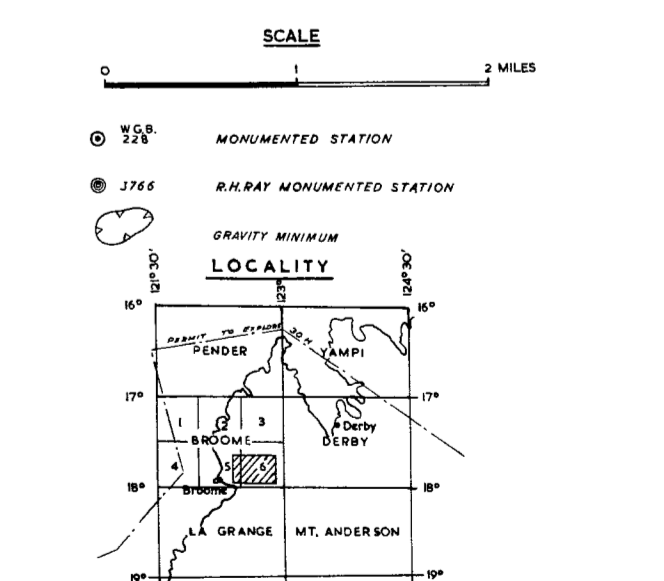 SCALE
0 1 2 MILES
W.G.B.
228 MONUMENTED STATION
3766 R.H.RAY MONUMENTED STATION
GRAVITY MINIMUM
LOCALITY
121°30' 123° 124°30'
16° 16°
PERMIT TO EXPLORE 30 H
PENDER YAMPI
17° 17°
1 2 3
Derby
BROOME DERBY
4 5 6
18° Broome 18°
LA GRANGE MT. ANDERSON
19° 19°